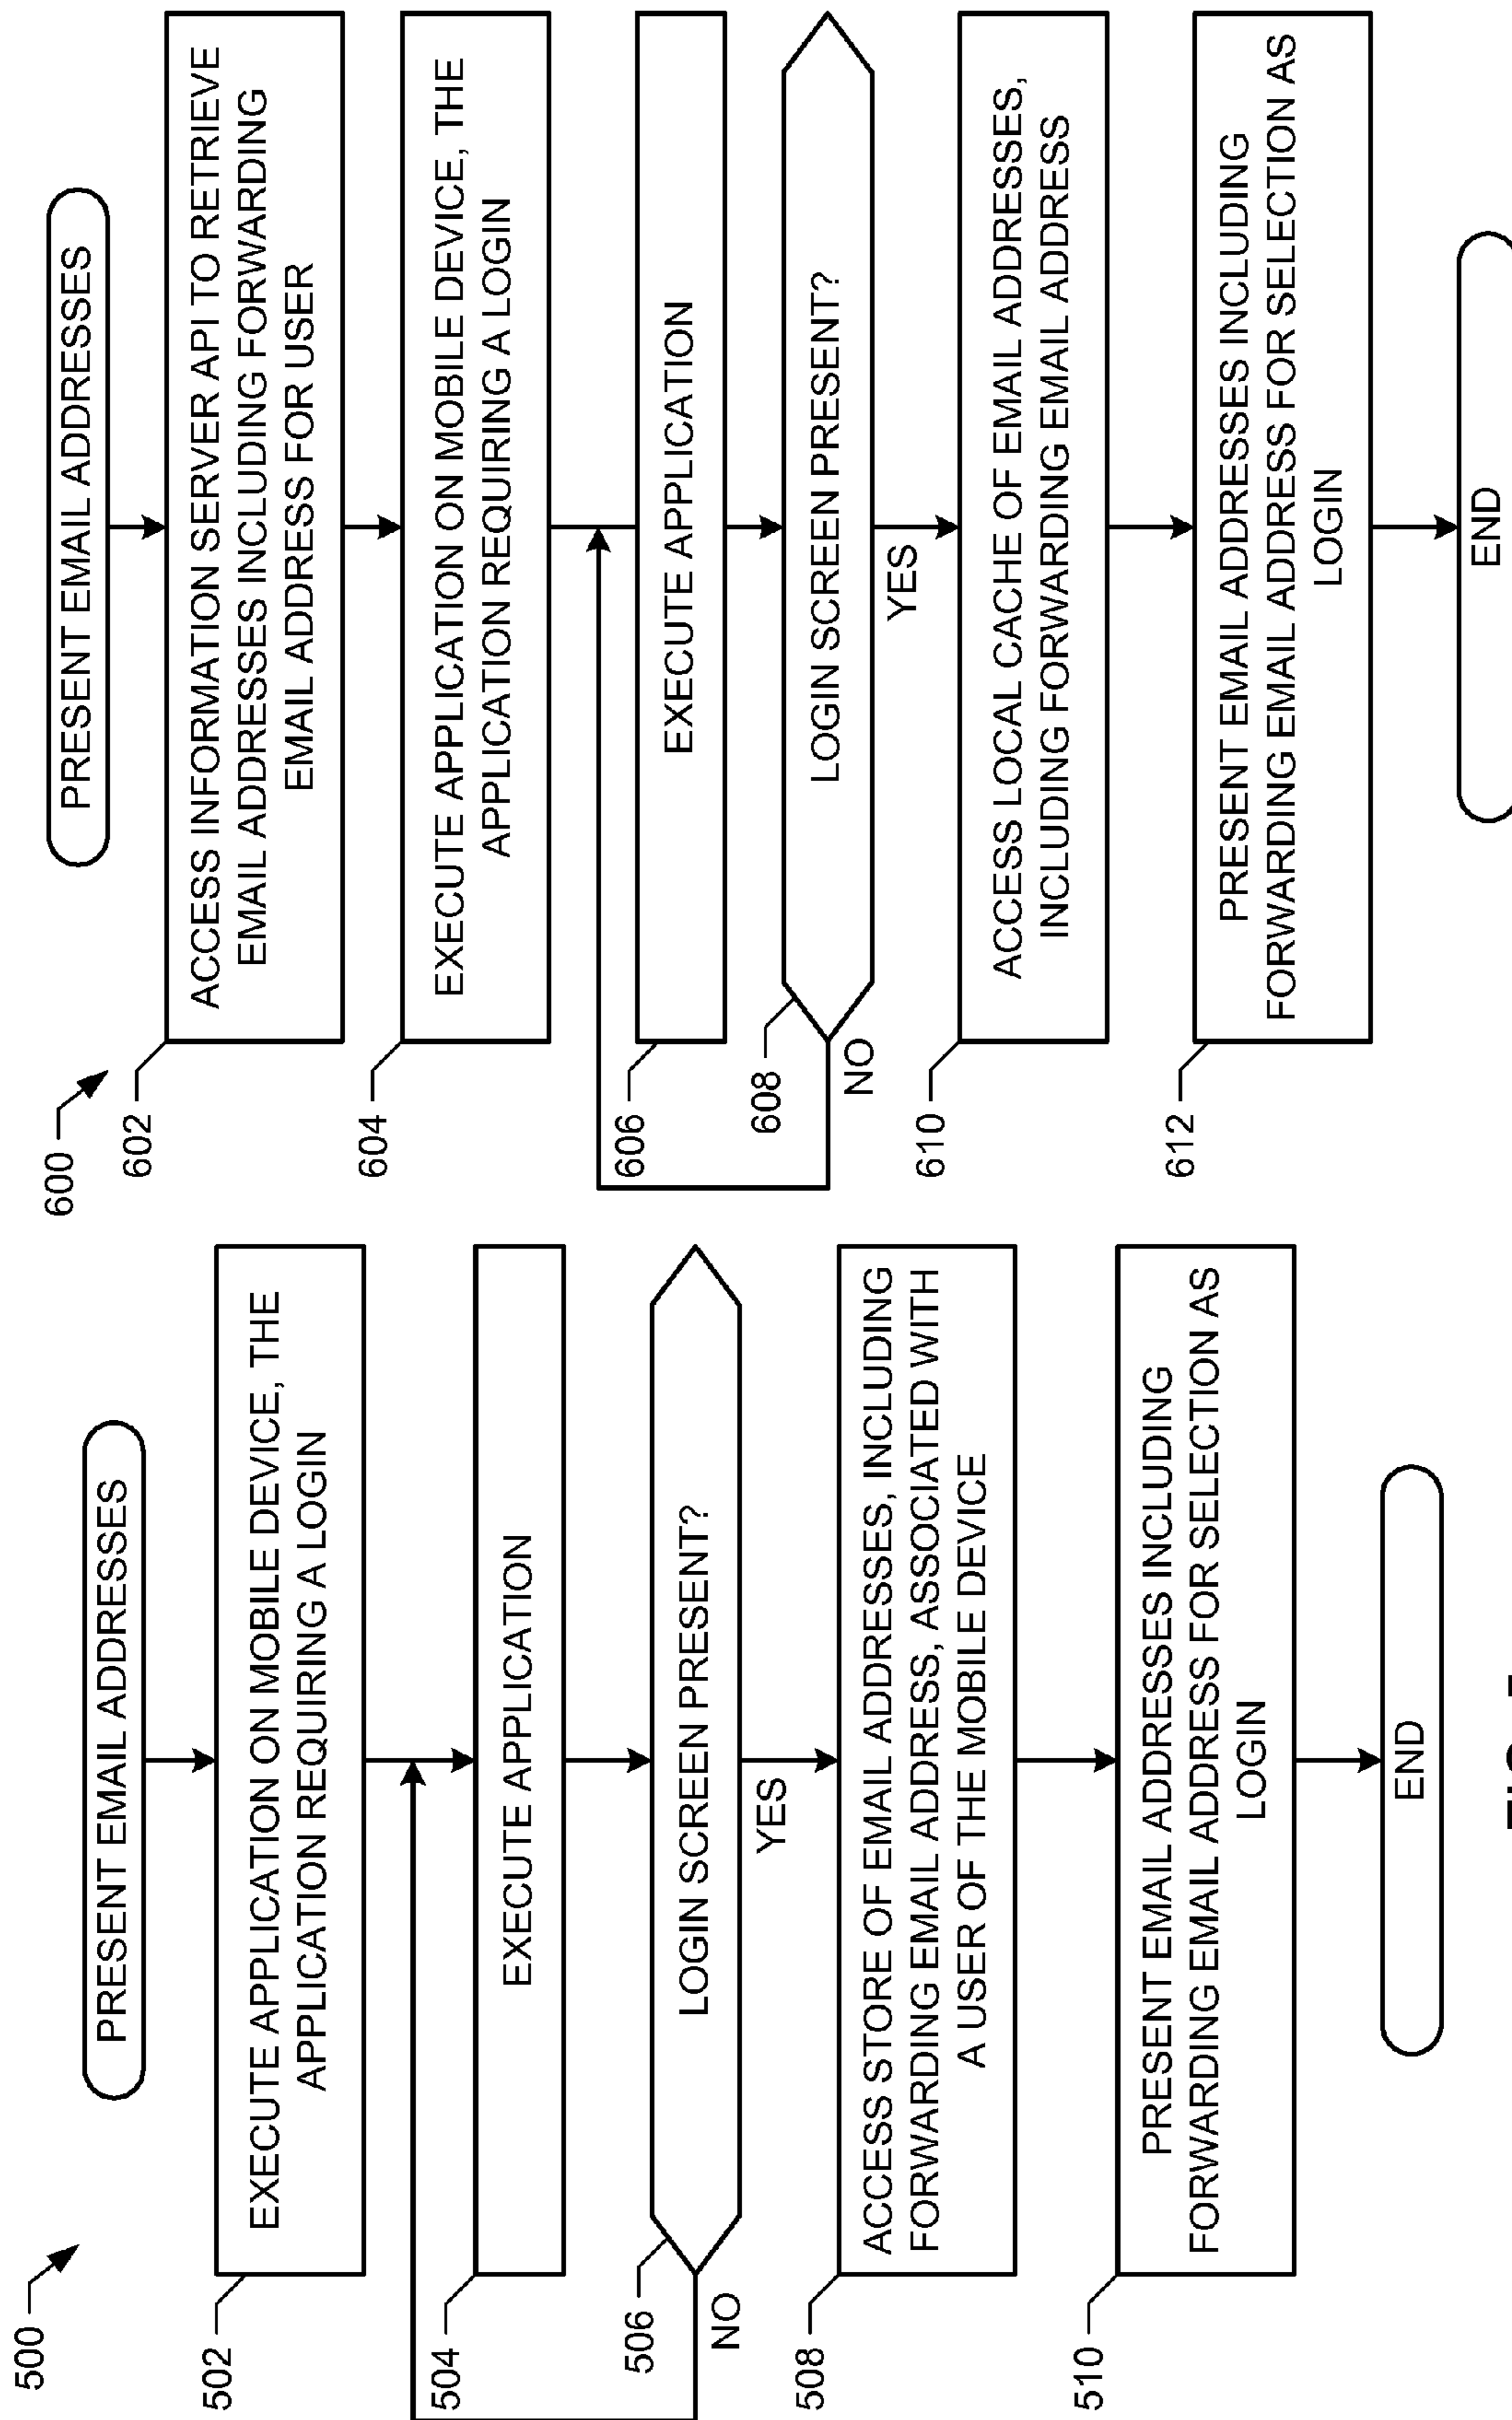 500
PRESENT EMAIL ADDRESSES
502
EXECUTE APPLICATION ON MOBILE DEVICE, THE
APPLICATION REQUIRING A LOGIN
504
EXECUTE APPLICATION
506
LOGIN SCREEN PRESENT?
NO
YES
508
ACCESS STORE OF EMAIL ADDRESSES, INCLUDING
FORWARDING EMAIL ADDRESS, ASSOCIATED WITH
A USER OF THE MOBILE DEVICE
510
PRESENT EMAIL ADDRESSES INCLUDING
FORWARDING EMAIL ADDRESS FOR SELECTION AS
LOGIN
END
600
PRESENT EMAIL ADDRESSES
602
ACCESS INFORMATION SERVER API TO RETRIEVE
EMAIL ADDRESSES INCLUDING FORWARDING
EMAIL ADDRESS FOR USER
604
EXECUTE APPLICATION ON MOBILE DEVICE, THE
APPLICATION REQUIRING A LOGIN
606
EXECUTE APPLICATION
608
LOGIN SCREEN PRESENT?
NO
YES
610
ACCESS LOCAL CACHE OF EMAIL ADDRESSES,
INCLUDING FORWARDING EMAIL ADDRESS
612
PRESENT EMAIL ADDRESSES INCLUDING
FORWARDING EMAIL ADDRESS FOR SELECTION AS
LOGIN
END